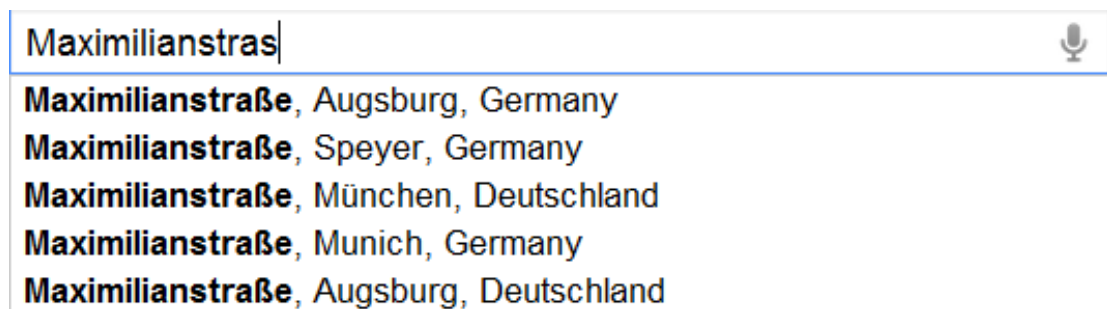 Maximilianstras
Maximilianstraße, Augsburg, Germany
Maximilianstraße, Speyer, Germany
Maximilianstraße, München, Deutschland
Maximilianstraße, Munich, Germany
Maximilianstraße, Augsburg, Deutschland